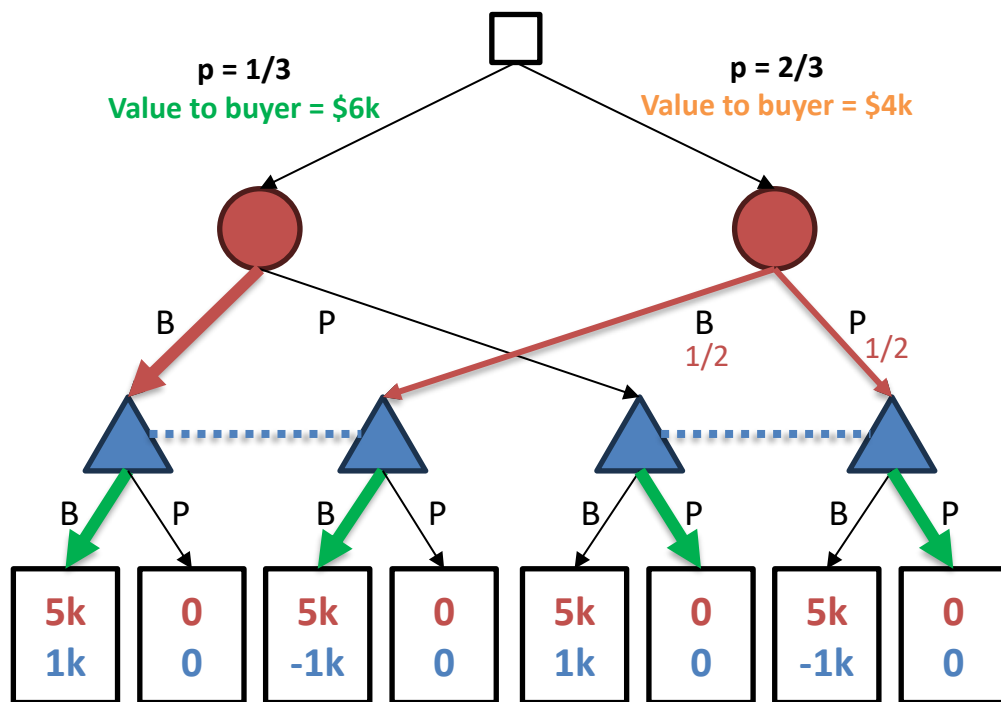 p = 1/3
Value to buyer = $6k
p = 2/3
Value to buyer = $4k
B
P
B
1/2
P
1/2
B
P
B
P
B
P
B
P
5k
1k
0
0
5k
-1k
0
0
5k
1k
0
0
5k
-1k
0
0